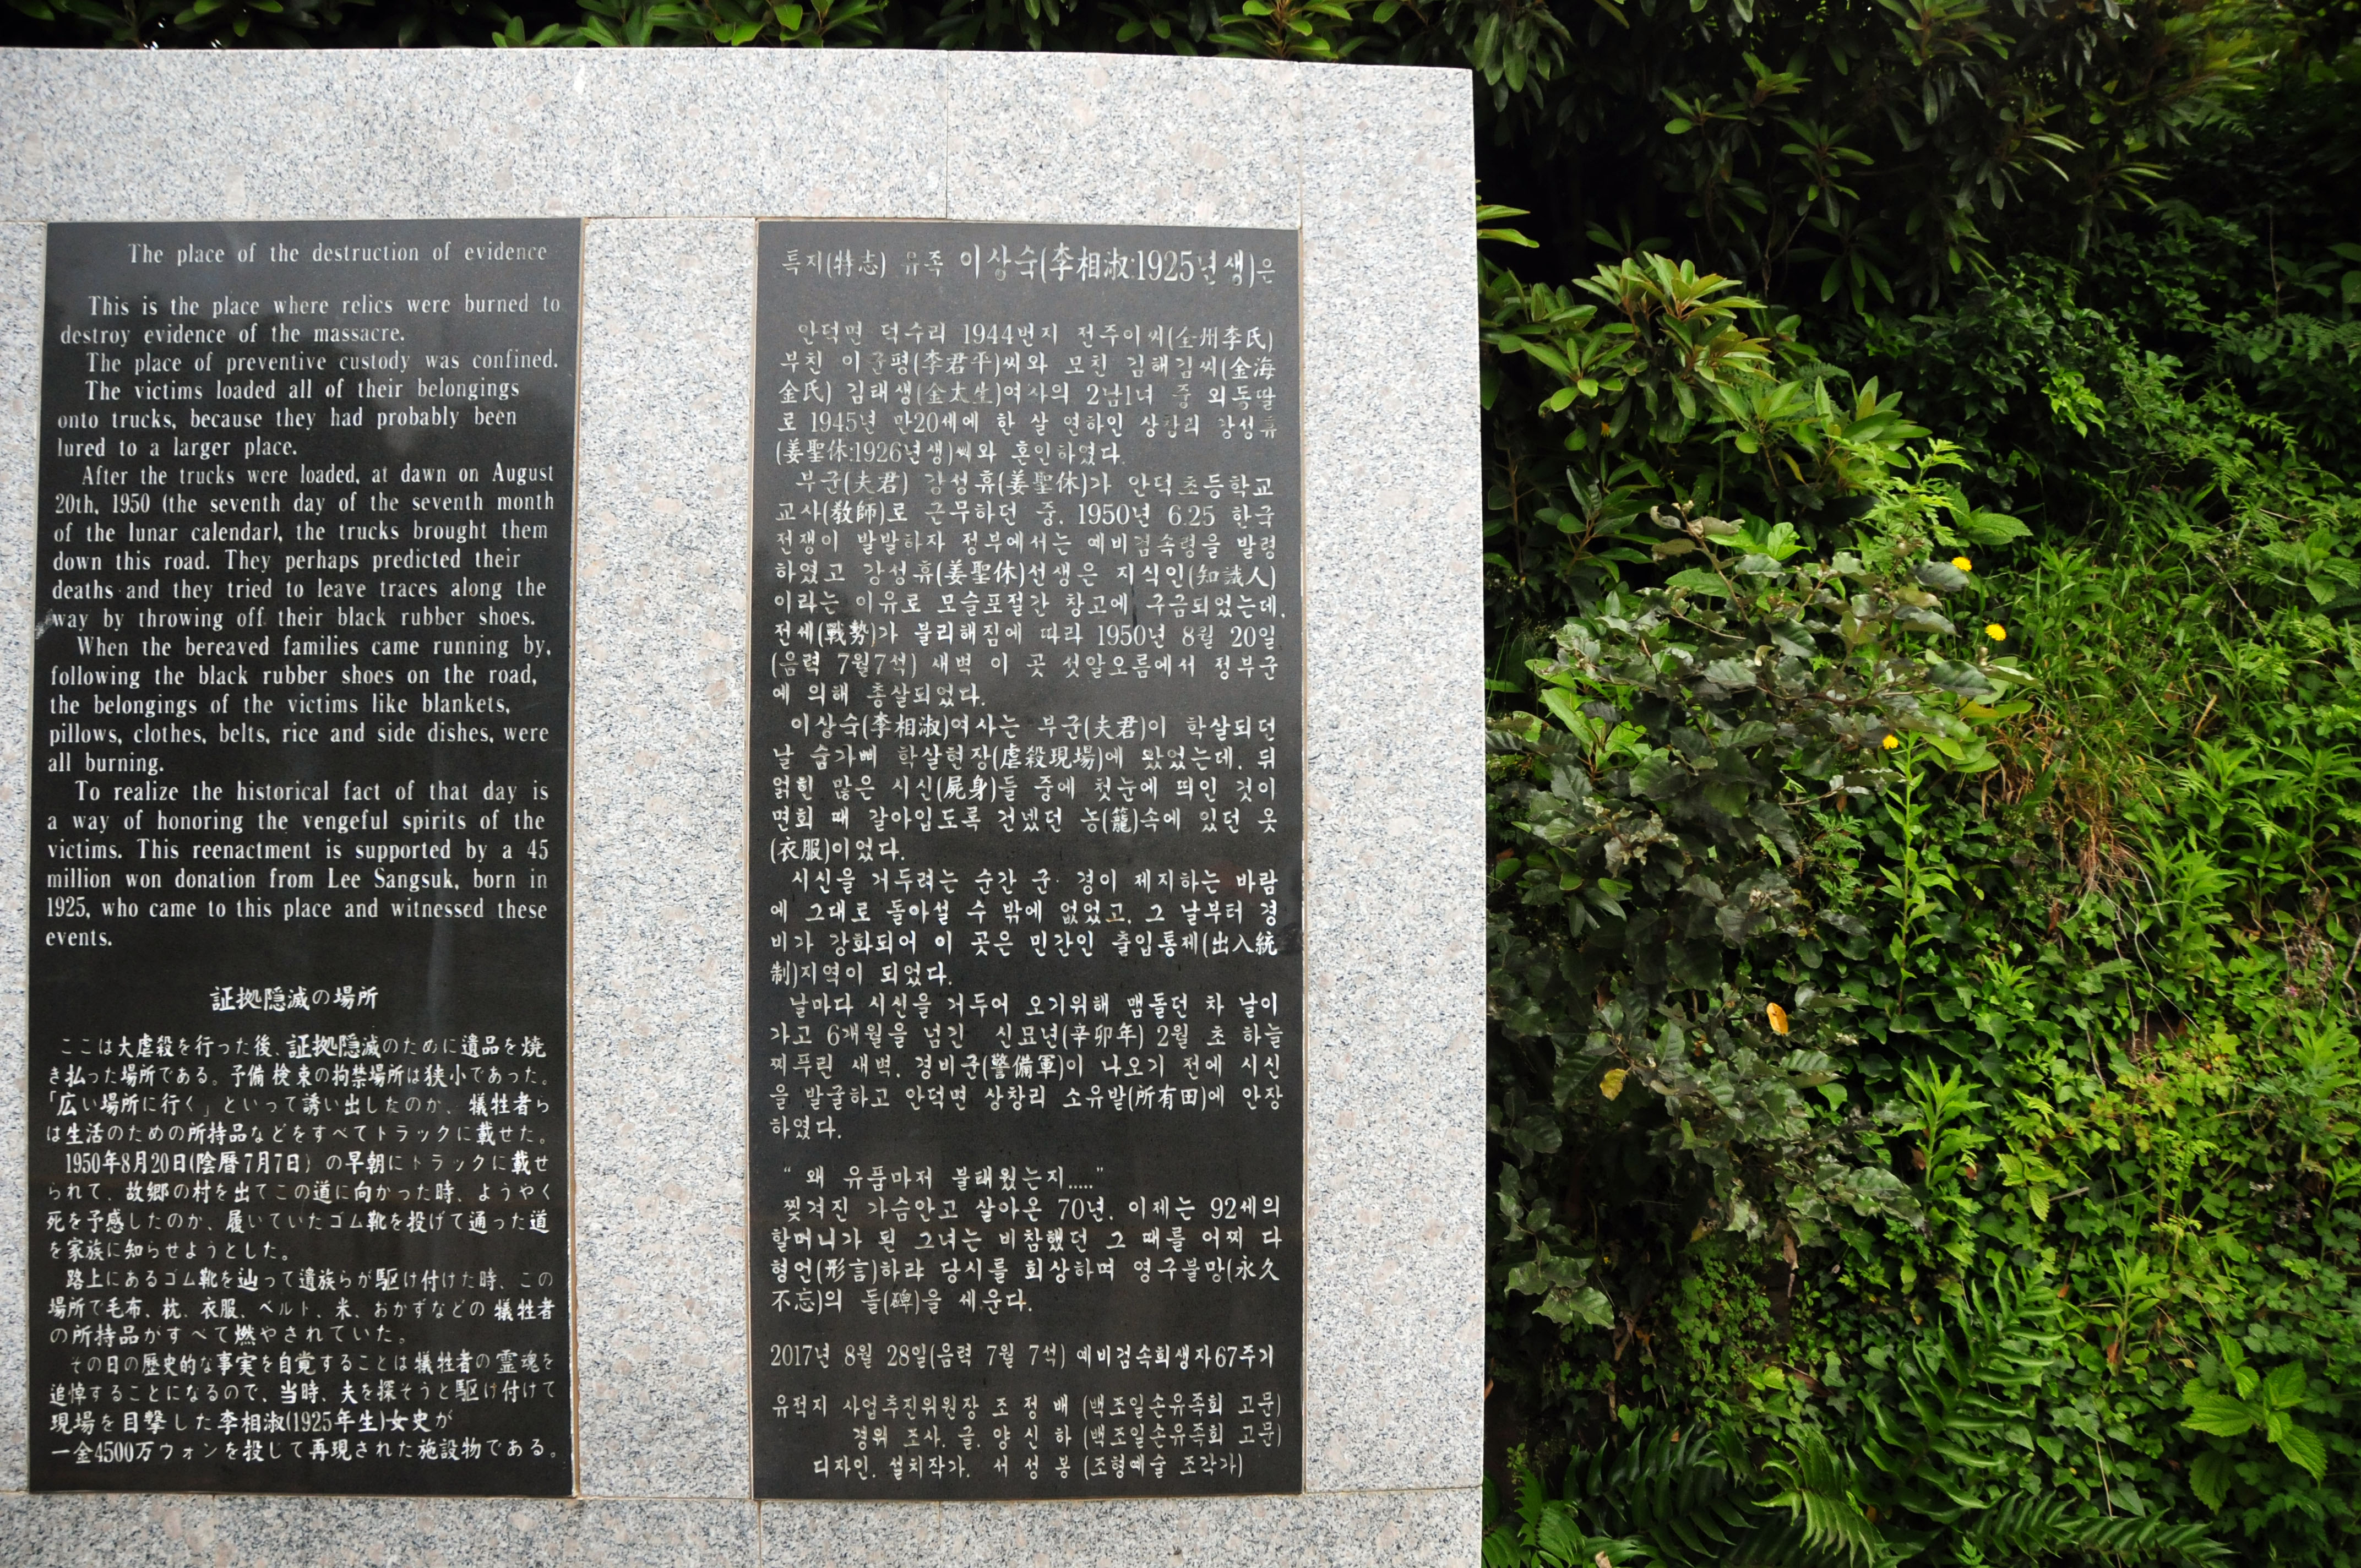 The place of the destruction of evidence
This is the place where relics were burned to
destroy evidence of the massacre.
The place of preventive custody was confined.
The victims loaded all of their belongings
onto trucks, because they had probably been
lured to a larger place.
After the trucks were loaded, at dawn on August
20th, 1950 (the seventh day of the seventh month
of the lunar calendar), the trucks brought them
down this road. They perhaps predicted their
deaths and they tried to leave traces along the
way by throwing off their black rubber shoes.
When the bereaved families came running by,
following the black rubber shoes on the road,
the belongings of the victims like blankets,
pillows, clothes, belts, rice and side dishes, were
all burning.
To realize the historical fact of that day is
a way of honoring the vengeful spirits of the
victims. This reenactment is supported by a 45
million won donation from Lee Sangsuk, born in
1925, who came to this place and witnessed these
events.
証拠隠滅の場所
ここは大虐殺を行った後、証拠隠滅のために遺品を焼
き払った場所である。予備検束の拘禁場所は狭小であった。
「広い場所に行く」といって誘い出したのか、犠牲者ら
は生活のための所持品などをすべてトラックに載せた。
1950年8月20日(陰暦7月7日) の早朝にトラックに載せ
られて、故郷の村を出てこの道に向かった時、ようやく
死を予感したのか、履いていたゴム靴を投げて通った道
を家族に知らせようとした。
路上にあるゴム靴を辿って遺族らが駆け付けた時、この
場所で毛布、枕、衣服、ベルト、米、おかずなどの犠牲者
の所持品がすべて燃やされていた。
その日の歴史的な事実を自覚することは犠牲者の霊魂を
追悼することになるので、当時、夫を探そうと駆け付けて
現場を目撃した李相淑(1925年生)女史が
一金4500万ウォンを投して再現された施設物である。
특지(特志) 유족 이상숙(李相淑:1925년생)은
안덕면 덕수리 1944번지 전주이씨(全州李氏)
부친 이군평(李君平)씨와 모친 김해김씨(金海
金氏) 김태생(金太生)여사의 2남1녀 중 외동딸
로 1945년 만20세에 한 살 연하인 상창리 강성휴
(姜聖休:1926년생)씨와 혼인하였다.
부군(夫君) 강성휴(姜聖休)가 안덕초등학교
교사(敎師)로 근무하던 중, 1950년 6.25 한국
전쟁이 발발하자 정부에서는 예비검속령을 발령
하였고 강성휴(姜聖休)선생은 지식인(知識人)
이라는 이유로 모슬포절간 창고에 구금되었는데,
전세(戰勢)가 불리해짐에 따라 1950년 8월 20일
(음력 7월7석) 새벽 이 곳 섯알오름에서 정부군
에 의해 총살되었다.
이상숙(李相淑)여사는 부군(夫君)이 학살되던
날 숨가삐 학살현장(虐殺現場)에 왔었는데, 뒤
얽힌 많은 시신(屍身)들 중에 첫눈에 띄인 것이
면회 때 갈아입도록 건넸던 농(籠)속에 있던 옷
(衣服)이었다.
시신을 거두려는 순간 군·경이 제지하는 바람
에 그대로 돌아설 수 밖에 없었고, 그 날부터 경
비가 강화되어 이 곳은 민간인 출입통제(出入統
制)지역이 되었다.
날마다 시신을 거두어 오기위해 맴돌던 차 날이
가고 6개월을 넘긴 신묘년(辛卯年) 2월 초 하늘
찌푸린 새벽, 경비군(警備軍)이 나오기 전에 시신
을 발굴하고 안덕면 상창리 소유밭(所有田)에 안장
하였다.
" 왜 유품마저 불태웠는지....."
찢겨진 가슴안고 살아온 70년, 이제는 92세의
할머니가 된 그녀는 비참했던 그 때를 어찌 다
형언(形言)하랴 당시를 회상하며 영구불망(永久
不忘)의 돌(碑)을 세운다.
2017년 8월 28일(음력 7월 7석) 예비검속희생자67주기
유적지 사업추진위원장 조 정 배 (백조일손유족회 고문)
경위 조사, 글, 양 신 하 (백조일손유족회 고문)
디자인, 설치작가, 서 성 봉 (조형예술 조각가)